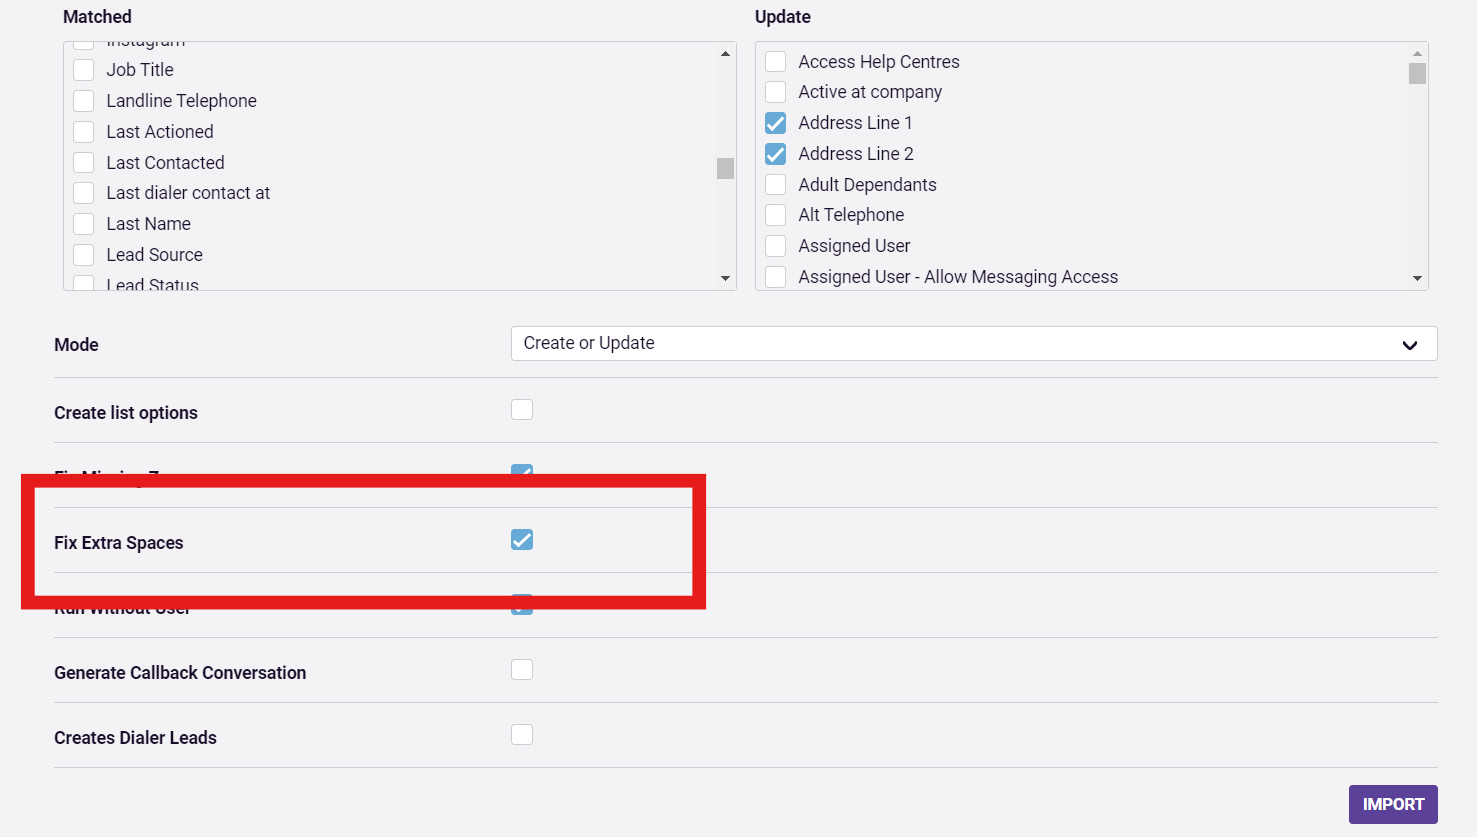 Matched
Instagram
Job Title
Landline Telephone
Last Actioned
Last Contacted
Last dialer contact at
Last Name
Lead Source
Lead Status
Update
Access Help Centres
Active at company
Address Line 1
Address Line 2
Adult Dependants
Alt Telephone
Assigned User
Assigned User - Allow Messaging Access
Mode
Create or Update
Create list options
Fix Missing
Fix Extra Spaces
Run Without User
Generate Callback Conversation
Creates Dialer Leads
IMPORT